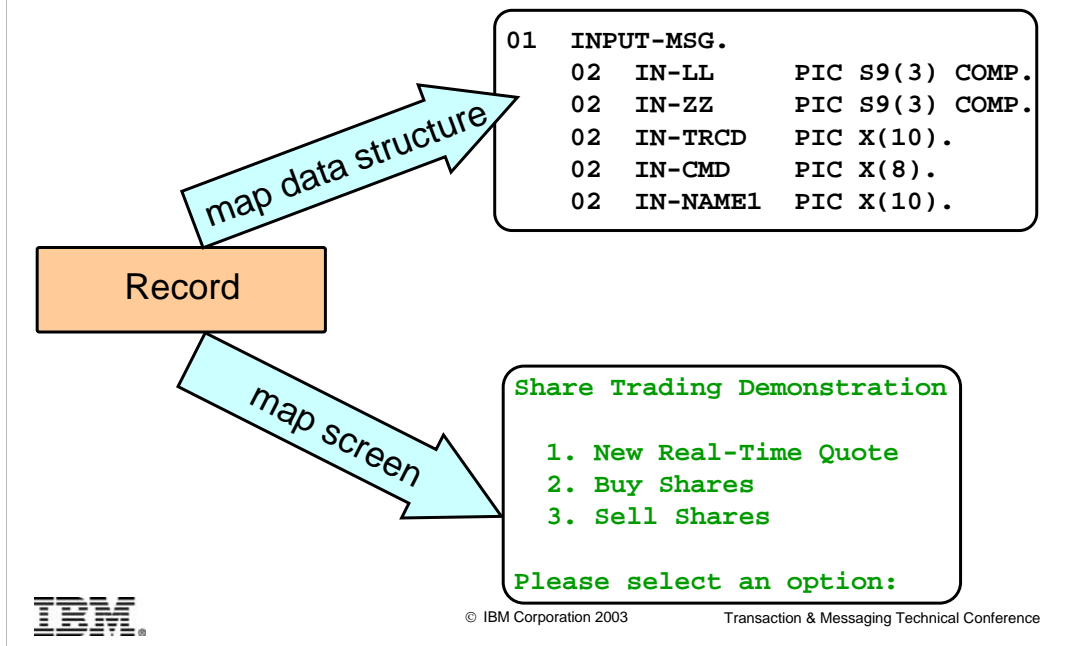 01 INPUT-MSG.
02 IN-LL PIC S9(3) COMP.
02 IN-ZZ PIC S9(3) COMP.
02 IN-TRCD PIC X(10).
02 IN-CMD PIC X(8).
02 IN-NAME1 PIC X(10).
map data structure
Record
map screen
Share Trading Demonstration
1. New Real-Time Quote
2. Buy Shares
3. Sell Shares
Please select an option:
IBM®
© IBM Corporation 2003
Transaction & Messaging Technical Conference